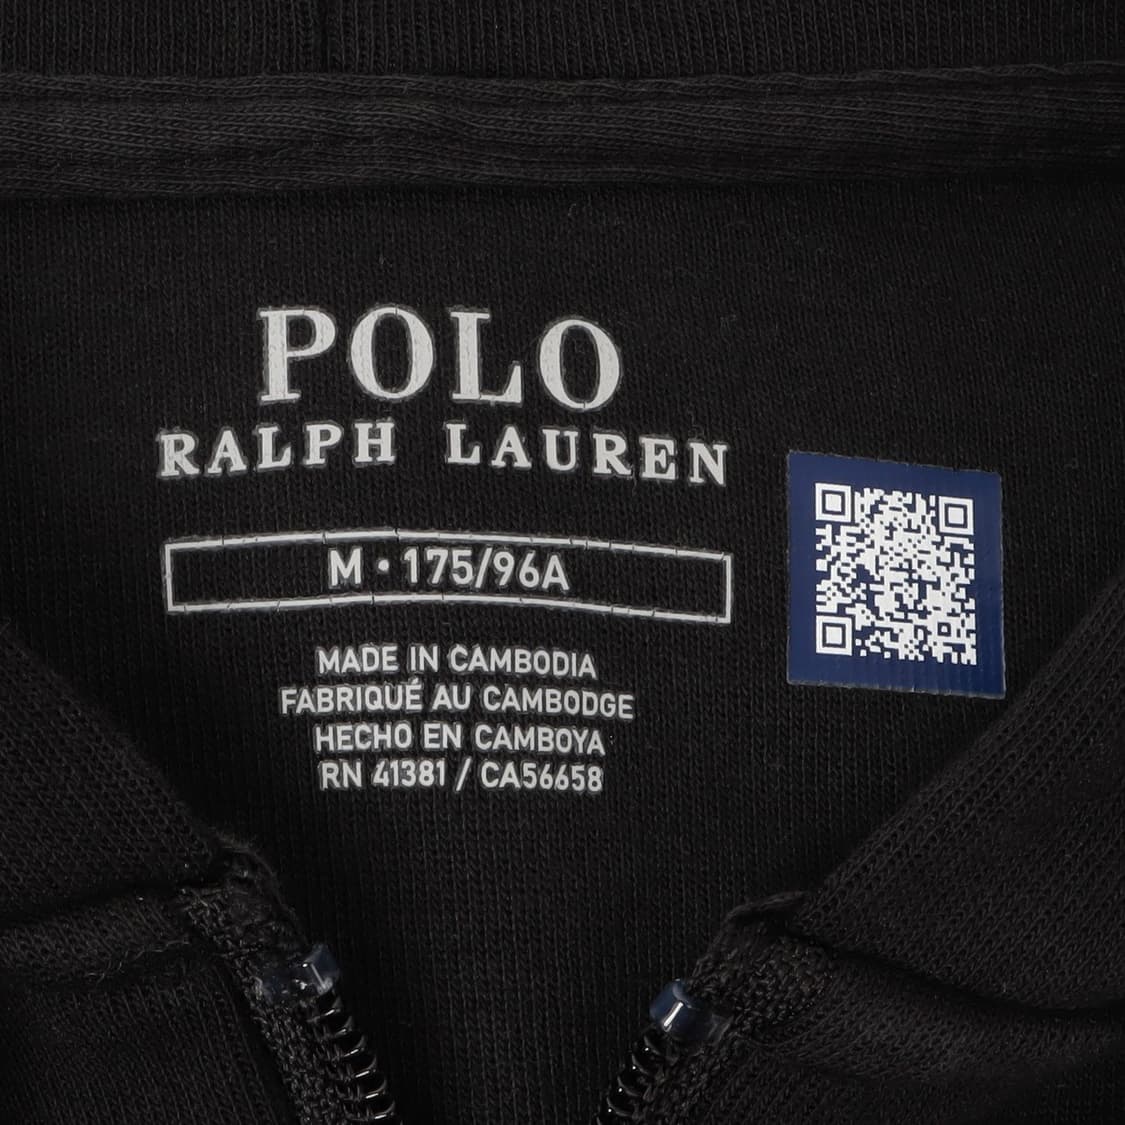 POLO
RALPH LAUREN
M • 175/96A
MADE IN CAMBODIA
FABRIQUÉ AU CAMBODGE
HECHO EN CAMBOYA
RN 41381 / CA56658